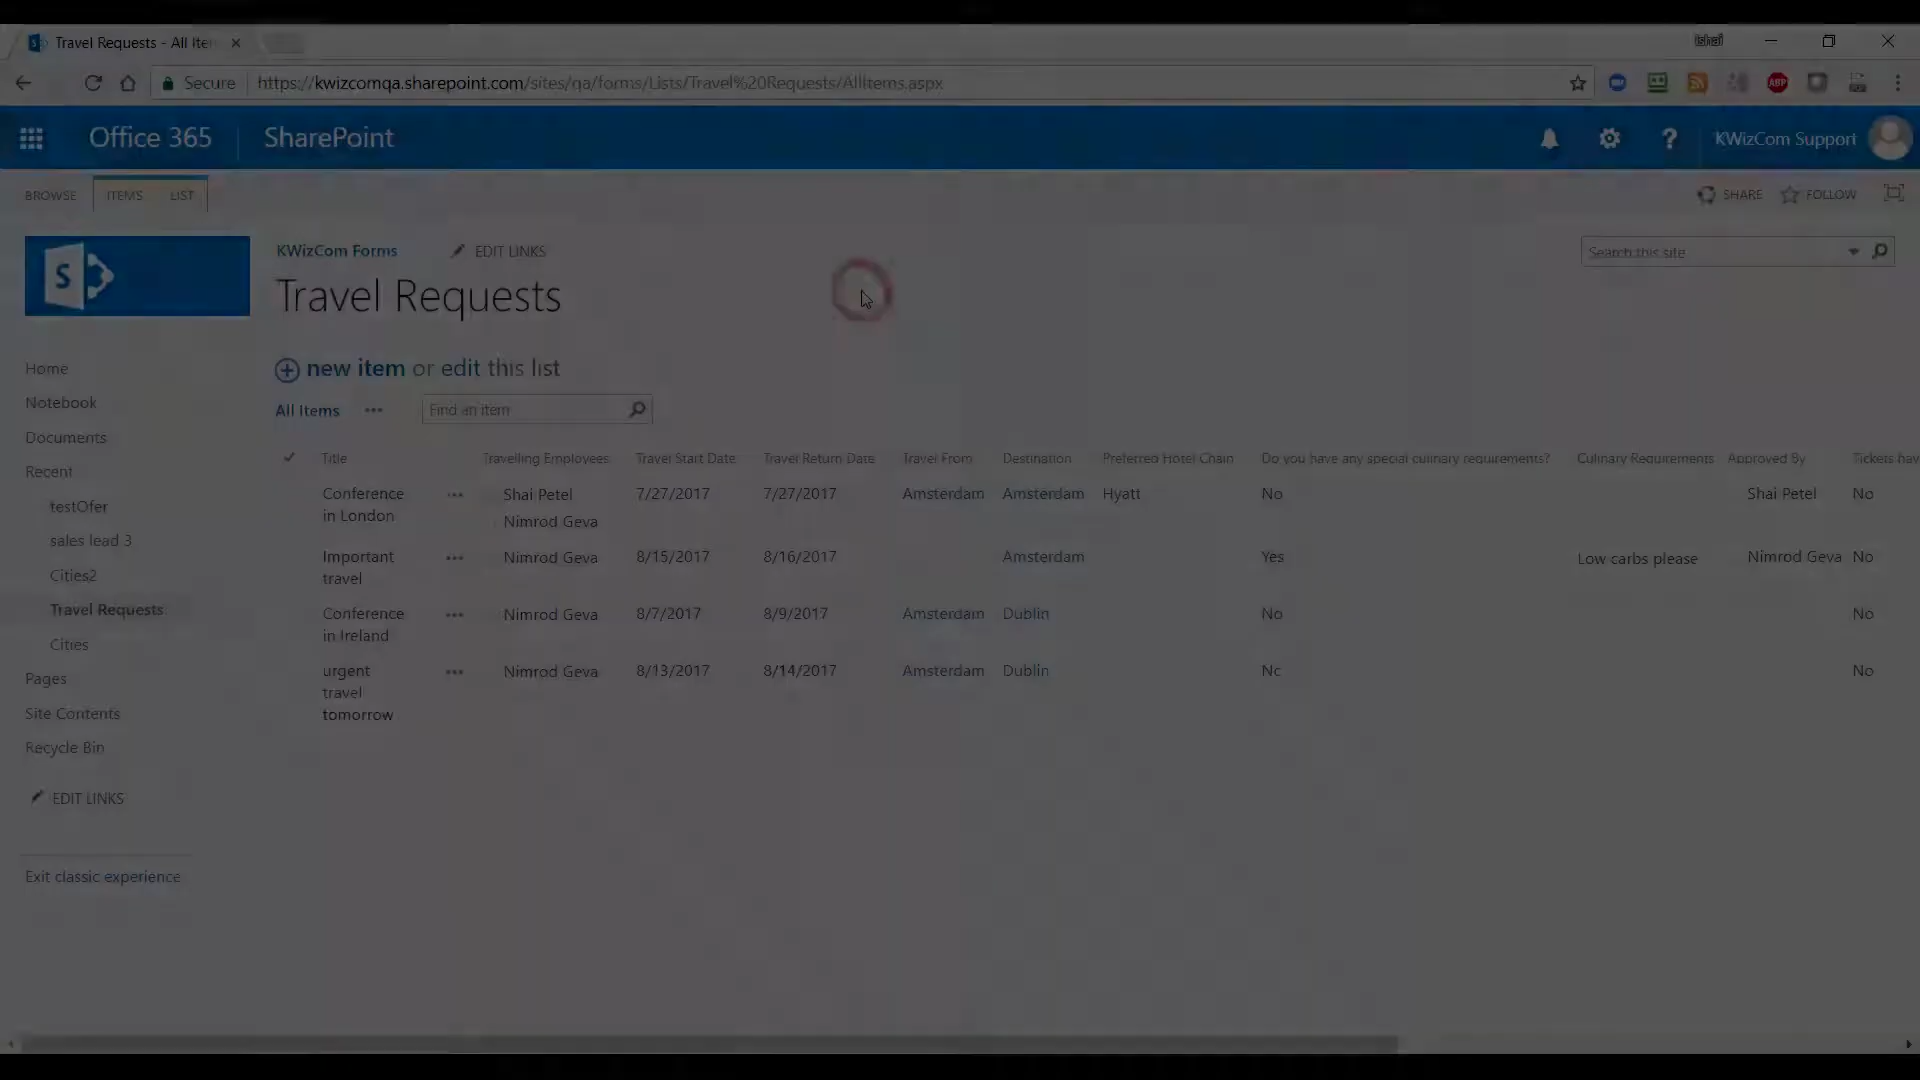 Travel Requests - All Iter
ishai
Secure https://kwizcomqa.sharepoint.com/sites/qa/forms/Lists/Travel%20Requests/AllItems.aspx
ABP
Office 365 SharePoint
KWizCom Support
BROWSE ITEMS LIST
SHARE FOLLOW
S
KWizCom Forms EDIT LINKS
Search this site
Travel Requests
new item or edit this list
All Items ••• Find an item
Title Travelling Employees Travel Start Date Travel Return Date Travel From Destination Preferred Hotel Chain Do you have any special culinary requirements? Culinary Requirements Approved By Tickets hav
Conference in London ••• Shai Petel Nimrod Geva 7/27/2017 7/27/2017 Amsterdam Amsterdam Hyatt No Shai Petel No
Important travel ••• Nimrod Geva 8/15/2017 8/16/2017 Amsterdam Yes Low carbs please Nimrod Geva No
Conference in Ireland ••• Nimrod Geva 8/7/2017 8/9/2017 Amsterdam Dublin No No
urgent travel tomorrow ••• Nimrod Geva 8/13/2017 8/14/2017 Amsterdam Dublin No No
Home
Notebook
Documents
Recent
testOfer
sales lead 3
Cities2
Travel Requests
Cities
Pages
Site Contents
Recycle Bin
EDIT LINKS
Exit classic experience